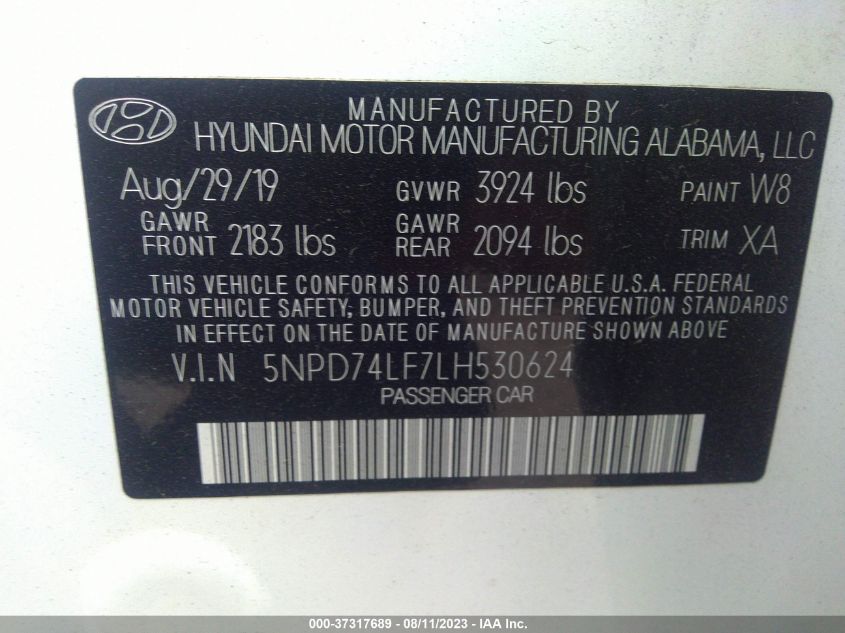 MANUFACTURED BY
HYUNDAI MOTOR MANUFACTURING ALABAMA, LLC
Aug/29/19 GVWR 3924 lbs PAINT W8
GAWR FRONT 2183 lbs GAWR REAR 2094 lbs TRIM XA
THIS VEHICLE CONFORMS TO ALL APPLICABLE U.S.A. FEDERAL
MOTOR VEHICLE SAFETY, BUMPER, AND THEFT PREVENTION STANDARDS
IN EFFECT ON THE DATE OF MANUFACTURE SHOWN ABOVE
V.I.N 5NPD74LF7LH530624
PASSENGER CAR
000-37317689 - 08/11/2023 - IAA Inc.